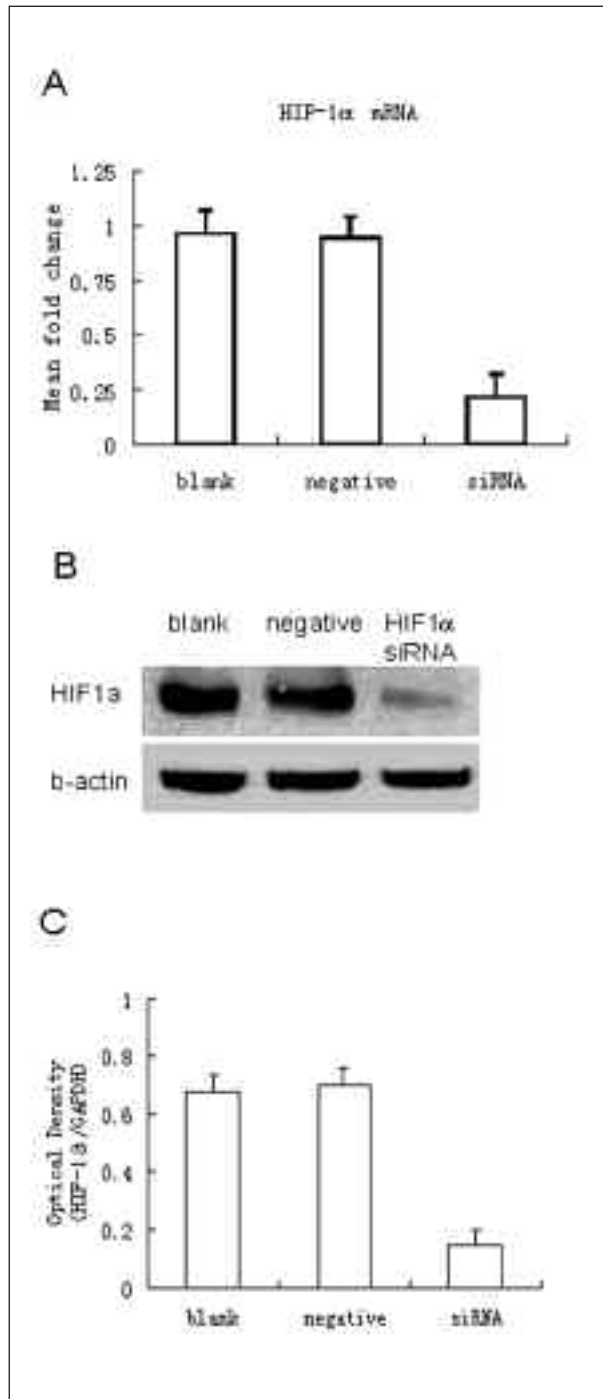 A
HIF-1α mRNA
1.25
1
0.75
0.5
0.25
0
Mean fold change
blank negative siRNA
B
blank negative HIF1α
siRNA
HIF1a
b-actin
C
1
0.8
0.6
0.4
0.2
0
Optical Density
(HIF-1a/GAPDH)
blank negative siRNA